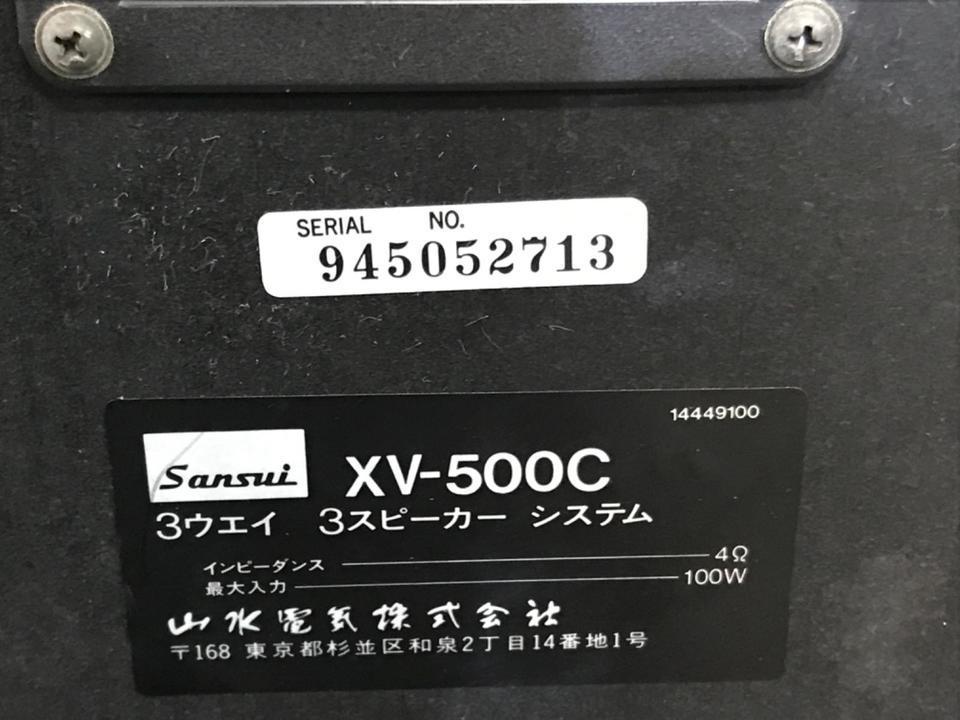 SERIAL NO.
945052713
14449100
Sansui XV-500C
3ウエイ 3スピーカー システム
インピーダンス 4Ω
最大入力 100W
山水電気株式会社
〒168 東京都杉並区和泉2丁目14番地1号